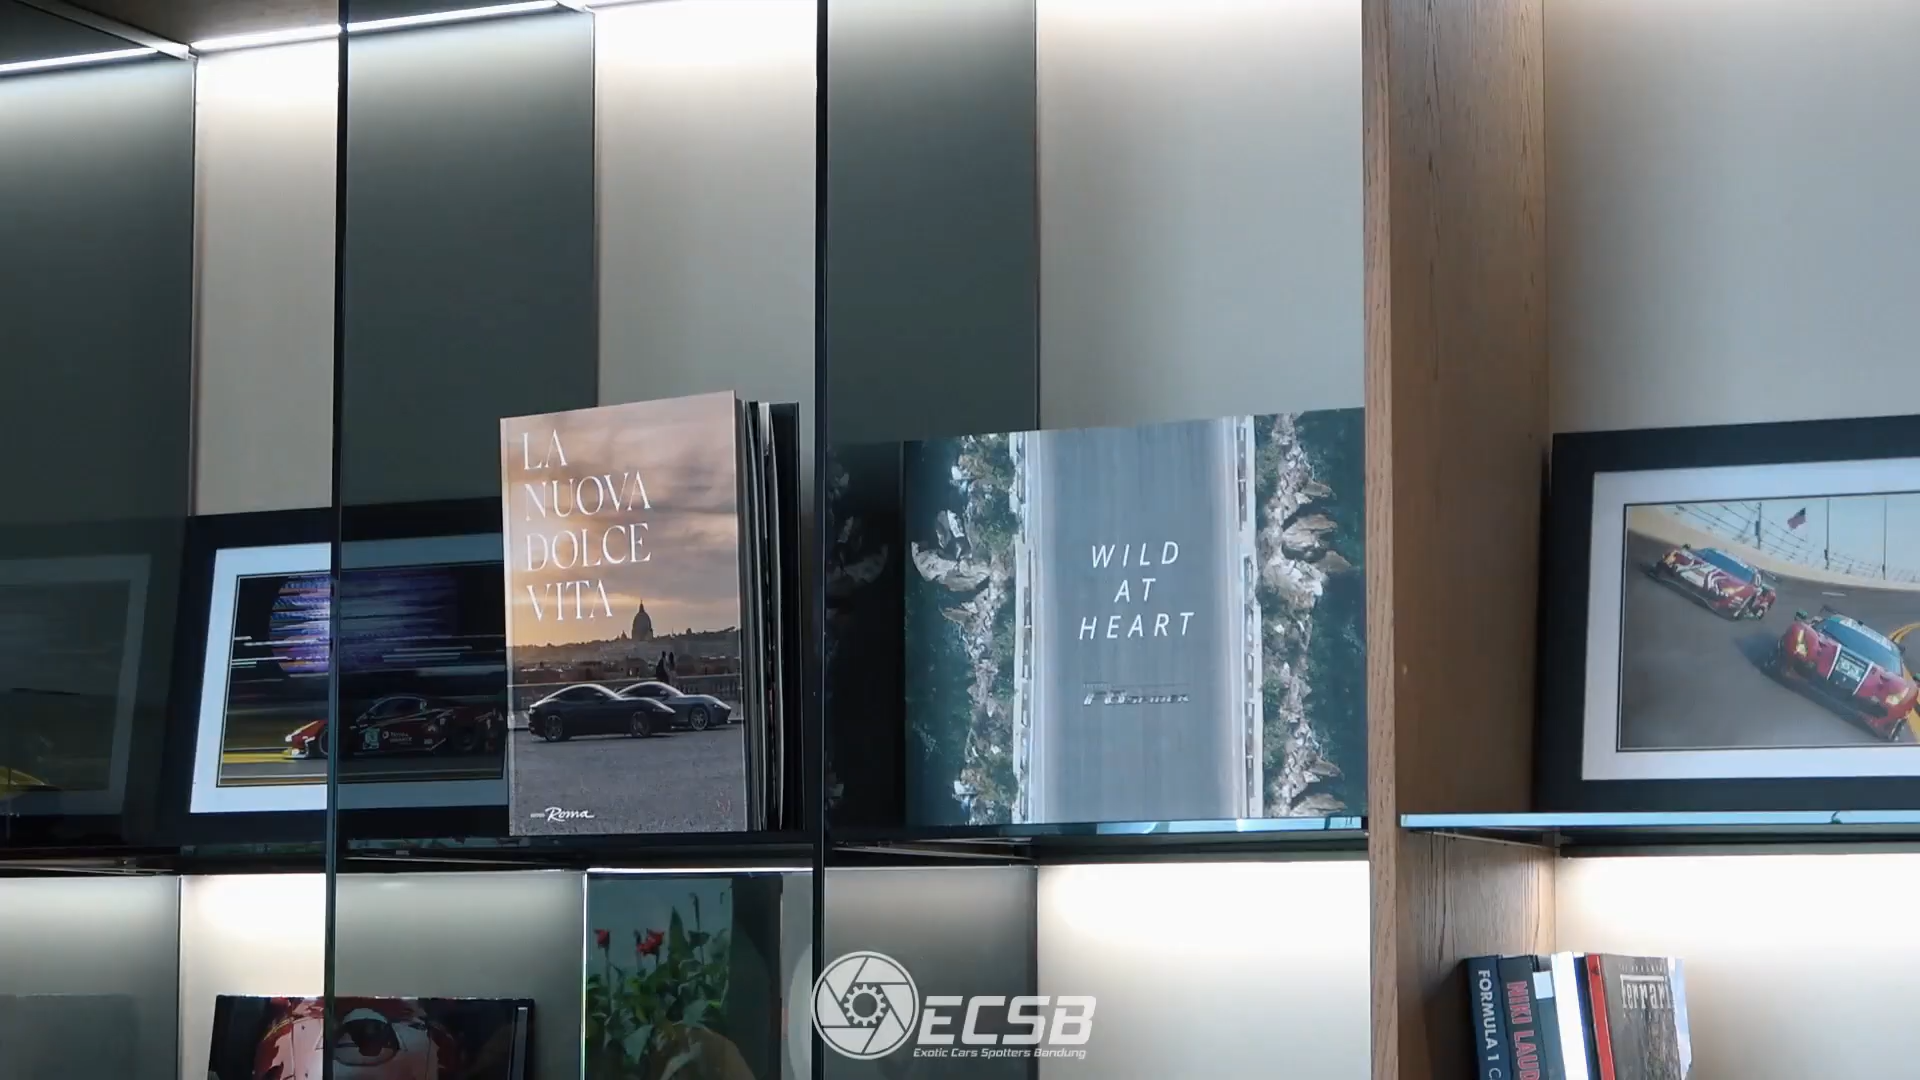 LA
NUOVA
DOLCE
VITA
Roma
WILD
AT
HEART
FORMULA 1
NIKI LAUD
Ferrari
ECSB
Exotic Cars Spotters Bandung